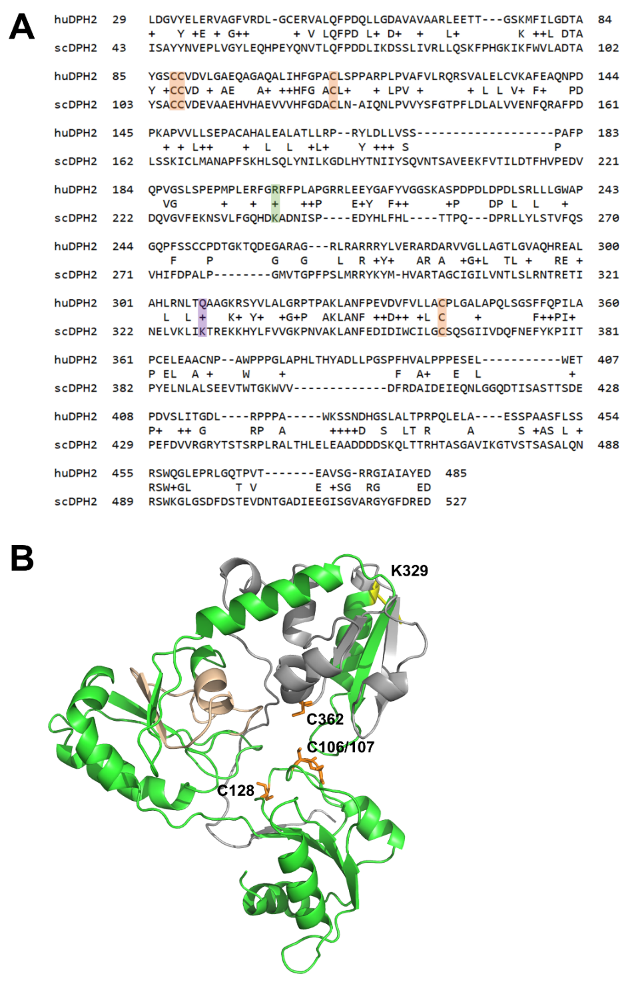 A
huDPH2 29 LDGVYELERVAGFVRDL-GCERVALQFPDQLLGDAVAVAARLEETT---GSKMFILGDTA 84
+ Y +E + G++ + V LQFPD L+ D+ + L+ K ++L DTA
scDPH2 43 ISAYYNVEPLVGYLEQHPEYQNVTLQFPDDLIKDSSLIVRLLQSKFPHGKIKFWVLADTA 102
huDPH2 85 YGSCCVDVLGAEQAGAQALIHFGPACLSPPARPLPVAFVLRQRSVALELCVKAFEAQNPD 144
Y +CCVD + AE A+ ++HFG ACL+ + LPV + + L L V+ F+ PD
scDPH2 103 YSACCVDEVAAEHVHAEVVVHFGDACLN-AIQNLPVVYSFGTPFLDLALVVENFQRAFPD 161
huDPH2 145 PKAPVVLLSEPACAHALEALATLLRP--RYLDLLVSS-------------------PAFP 183
+ + L++ + L L +L+ Y +++ S P
scDPH2 162 LSSKICLMANAPFSKHLSQLYNILKGDLHYTNIIYSQVNTSAVEEKFVTILDTFHVPEDV 221
huDPH2 184 QPVGSLSPEPMPLERFGRRFPLAPGRRLEEYGAFYVGGSKASPDPDLDPDLSRLLLGWAP 243
VG + + + ++P E+Y F++ +P DP L L
scDPH2 222 DQVGVFEKNSVLFGQHDKADNISP----EDYHLFHL----TTPQ---DPRLLYLSTVFQS 270
huDPH2 244 GQPFSSCCPDTGKTQDEGARAG---RLRARRRYLVERARDARVVGLLAGTLGVAQHREAL 300
F P G G L R +Y+ AR A +G+L TL + RE +
scDPH2 271 VHIFDPALP--------GMVTGPFPSLMRRYKYM-HVARTAGCIGILVNTLSLRNTRETI 321
huDPH2 301 AHLRNLTQAAGKRSYVLALGRPTPAKLANFPEVDVFVLLACPLGALAPQLSGSFFQPILA 360
L L + K+ Y+ +G+P AKLANF ++D++ +L C F++PI+
scDPH2 322 NELVKLIKTREKKHYLFVVGKPNVAKLANFEDIDIWCILGCSQSGIIVDQFNEFYKPIIT 381
huDPH2 361 PCELEAACNP--AWPPPGLAPHLTHYADLLPGSPFHVALPPPESEL-----------WET 407
P EL A + W + F A+ E L +
scDPH2 382 PYELNLALSEEVTWTGKWVV-------------DFRDAIDEIEQNLGGQDTISASTTSDE 428
huDPH2 408 PDVSLITGDL----RPPPA-----WKSSNDHGSLALTPRPQLELA----ESSPAASFLSS 454
P+ ++ G RP A ++++D S LT R A S +AS L +
scDPH2 429 PEFDVVRGRYTSTSRPLRALTHLELEAADDDDSKQLTTRHTASGAVIKGTVSTSASALQN 488
huDPH2 455 RSWQGLEPRLGQTPVT-------EAVSG-RRGIAIAYED 485
RSW+GL T V E +SG RG ED
scDPH2 489 RSWKGLGSDFDSTEVDNTGADIEEGISGVARGYGFDRED 527
B
K329
C362
C106/107
C128